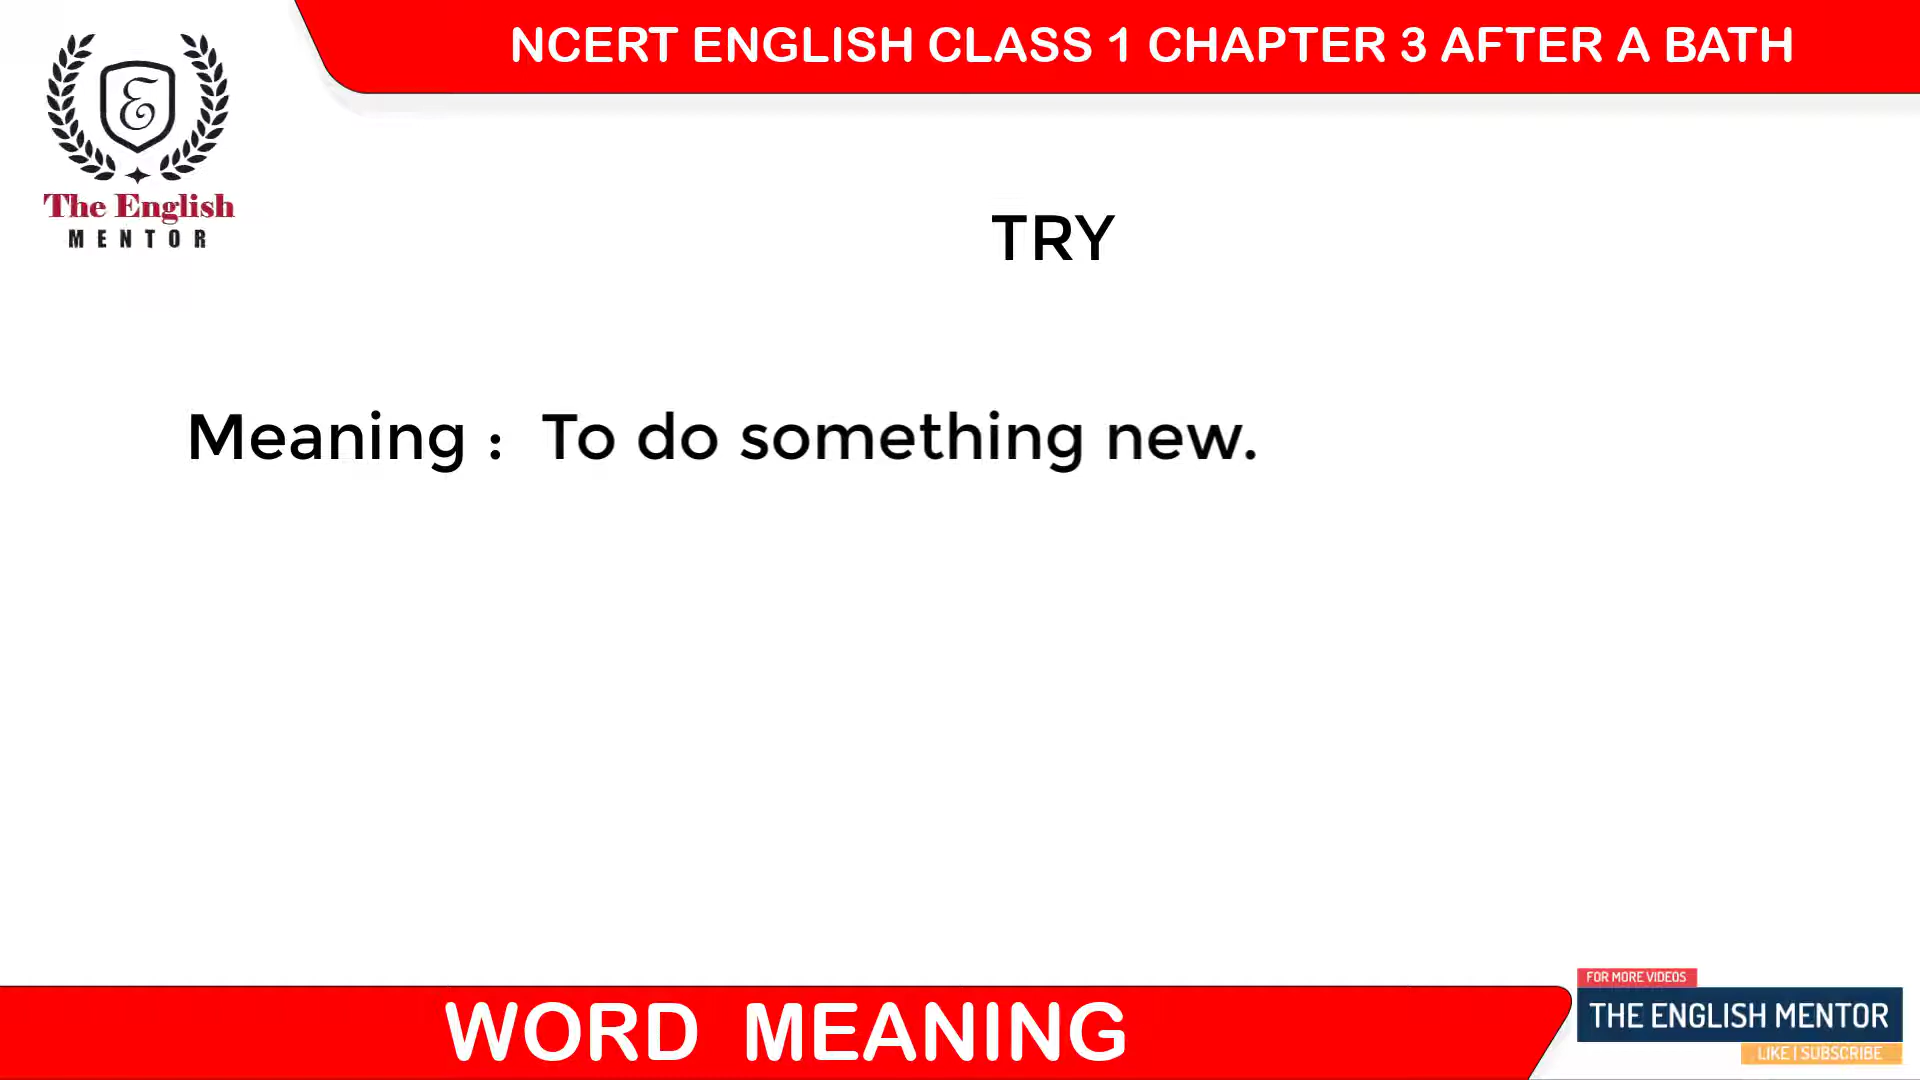 NCERT ENGLISH CLASS 1 CHAPTER 3 AFTER A BATH
E
The English
MENTOR
TRY
Meaning : To do something new.
WORD MEANING
FOR MORE VIDEOS
THE ENGLISH MENTOR
LIKE | SUBSCRIBE